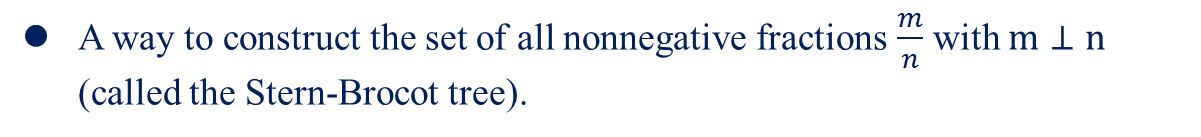 ● A way to construct the set of all nonnegative fractions m/n with m ⊥ n
(called the Stern-Brocot tree).